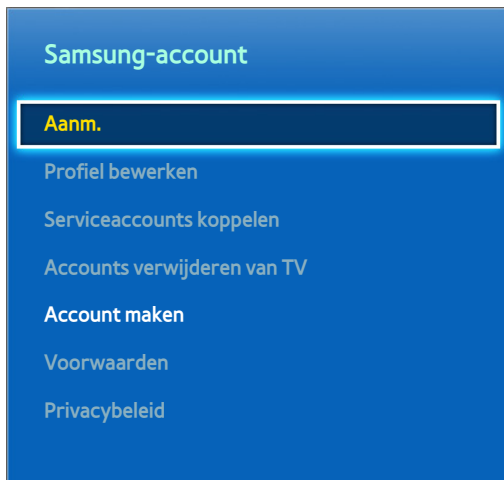 Samsung-account
Aanm.
Profiel bewerken
Serviceaccounts koppelen
Accounts verwijderen van TV
Account maken
Voorwaarden
Privacybeleid